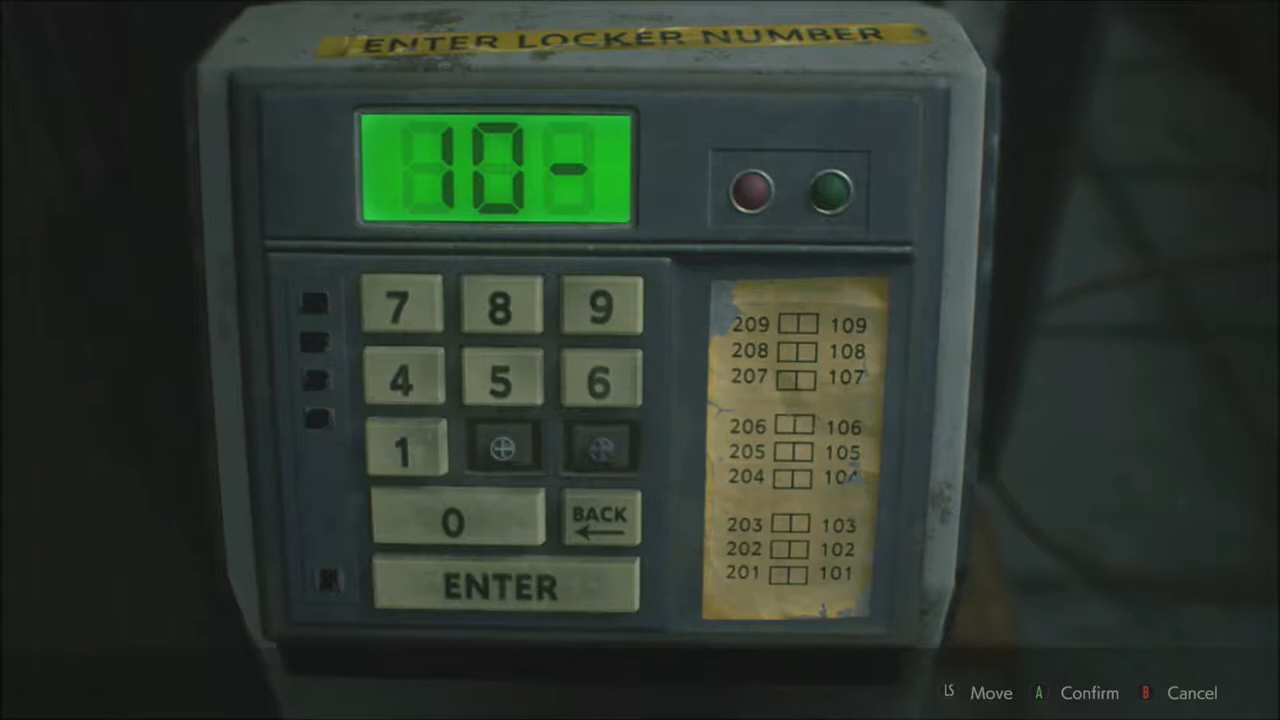 ENTER LOCKER NUMBER
10-
7 8 9
4 5 6
1
0 BACK
ENTER
209 109
208 108
207 107
206 106
205 105
204 104
203 103
202 102
201 101
LS Move A Confirm B Cancel